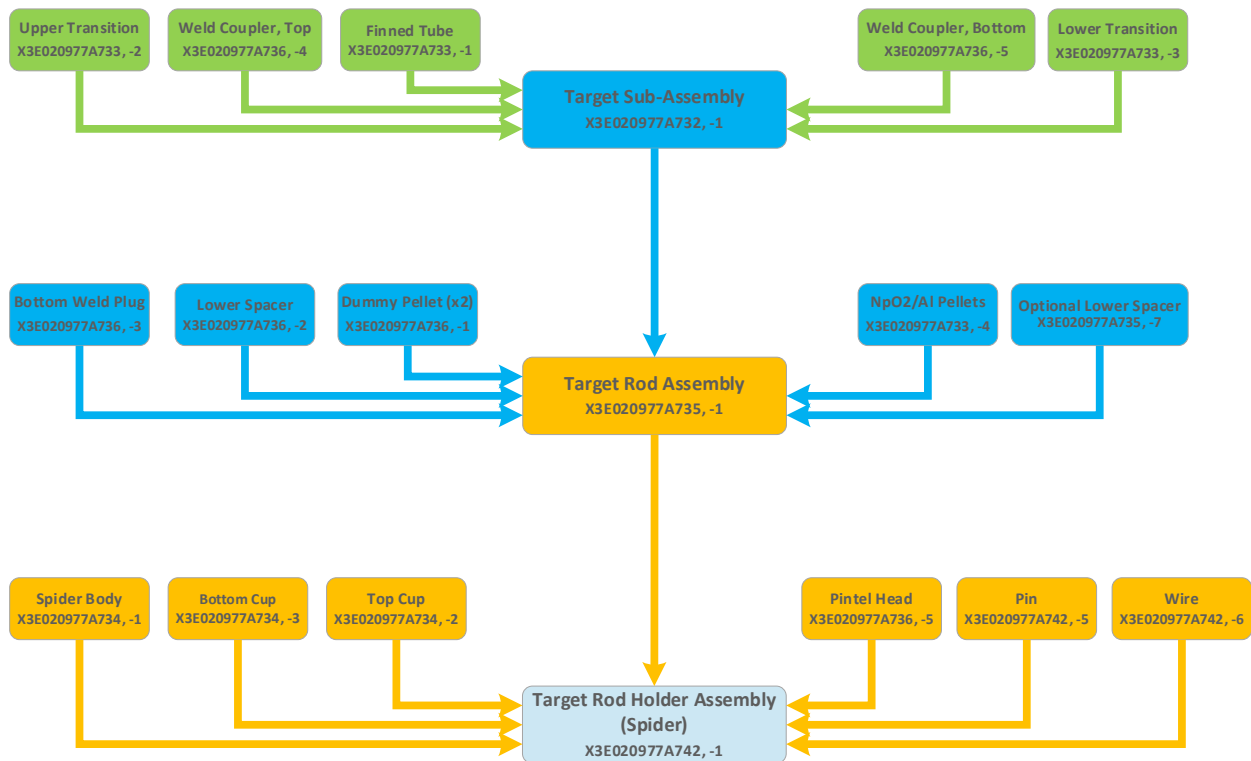 Upper Transition
X3E020977A733, -2
Weld Coupler, Top
X3E020977A736, -4
Finned Tube
X3E020977A733, -1
Weld Coupler, Bottom
X3E020977A736, -5
Lower Transition
X3E020977A733, -3
Target Sub-Assembly
X3E020977A732, -1
Bottom Weld Plug
X3E020977A736, -3
Lower Spacer
X3E020977A736, -2
Dummy Pellet (x2)
X3E020977A736, -1
NpO2/Al Pellets
X3E020977A733, -4
Optional Lower Spacer
X3E020977A735, -7
Target Rod Assembly
X3E020977A735, -1
Spider Body
X3E020977A734, -1
Bottom Cup
X3E020977A734, -3
Top Cup
X3E020977A734, -2
Pintel Head
X3E020977A736, -5
Pin
X3E020977A742, -5
Wire
X3E020977A742, -6
Target Rod Holder Assembly
(Spider)
X3E020977A742, -1